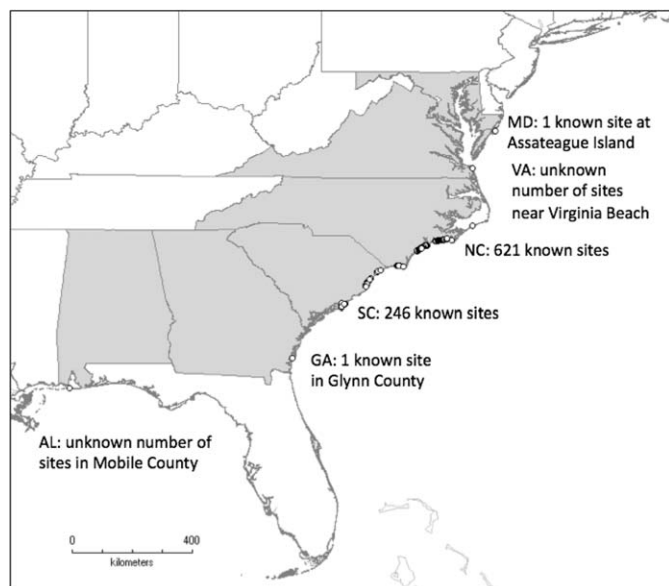 MD: 1 known site at
Assateague Island
VA: unknown
number of sites
near Virginia Beach
NC: 621 known sites
SC: 246 known sites
GA: 1 known site
in Glynn County
AL: unknown number of
sites in Mobile County
0 400
kilometers